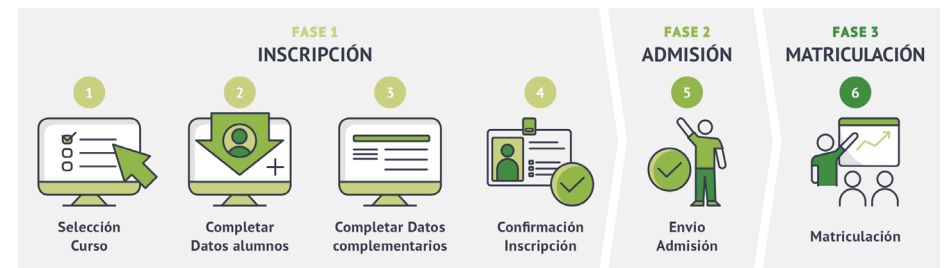 FASE 1
INSCRIPCIÓN
1
Selección
Curso
2
Completar
Datos alumnos
3
Completar Datos
complementarios
4
Confirmación
Inscripción
FASE 2
ADMISIÓN
5
Envío
Admisión
FASE 3
MATRICULACIÓN
6
Matriculación